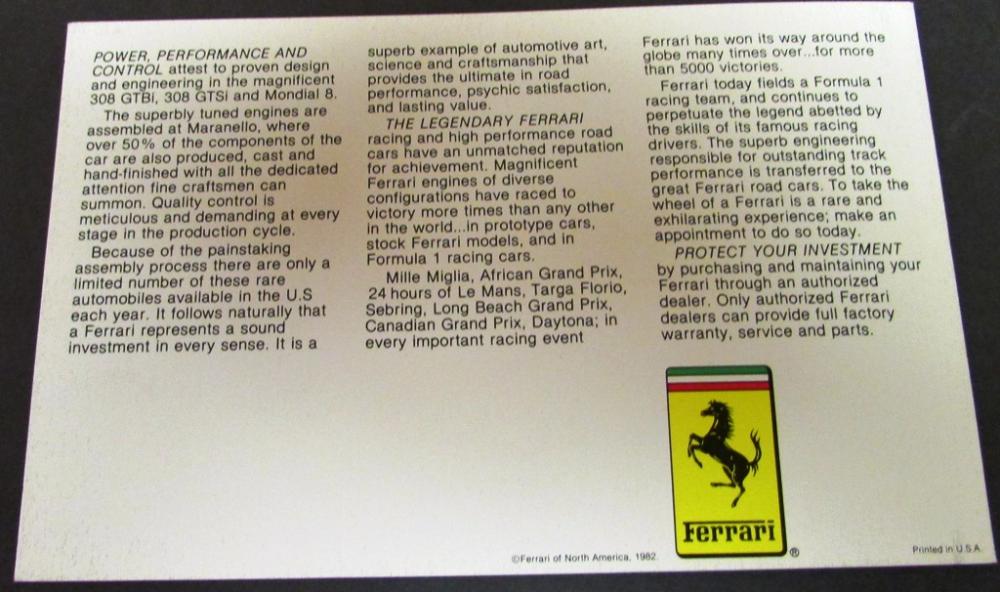 POWER, PERFORMANCE AND
CONTROL attest to proven design
and engineering in the magnificent
308 GTBi, 308 GTSi and Mondial 8.
The superbly tuned engines are
assembled at Maranello, where
over 50% of the components of the
car are also produced, cast and
hand-finished with all the dedicated
attention fine craftsmen can
summon. Quality control is
meticulous and demanding at every
stage in the production cycle.
Because of the painstaking
assembly process there are only a
limited number of these rare
automobiles available in the U.S
each year. It follows naturally that
a Ferrari represents a sound
investment in every sense. It is a
superb example of automotive art,
science and craftsmanship that
provides the ultimate in road
performance, psychic satisfaction,
and lasting value.
THE LEGENDARY FERRARI
racing and high performance road
cars have an unmatched reputation
for achievement. Magnificent
Ferrari engines of diverse
configurations have raced to
victory more times than any other
in the world...in prototype cars,
stock Ferrari models, and in
Formula 1 racing cars.
Mille Miglia, African Grand Prix,
24 hours of Le Mans, Targa Florio,
Sebring, Long Beach Grand Prix,
Canadian Grand Prix, Daytona; in
every important racing event
Ferrari has won its way around the
globe many times over...for more
than 5000 victories.
Ferrari today fields a Formula 1
racing team, and continues to
perpetuate the legend abetted by
the skills of its famous racing
drivers. The superb engineering
responsible for outstanding track
performance is transferred to the
great Ferrari road cars. To take the
wheel of a Ferrari is a rare and
exhilarating experience; make an
appointment to do so today.
PROTECT YOUR INVESTMENT
by purchasing and maintaining your
Ferrari through an authorized
dealer. Only authorized Ferrari
dealers can provide full factory
warranty, service and parts.
Ferrari
®
©Ferrari of North America, 1982
Printed in U.S.A.